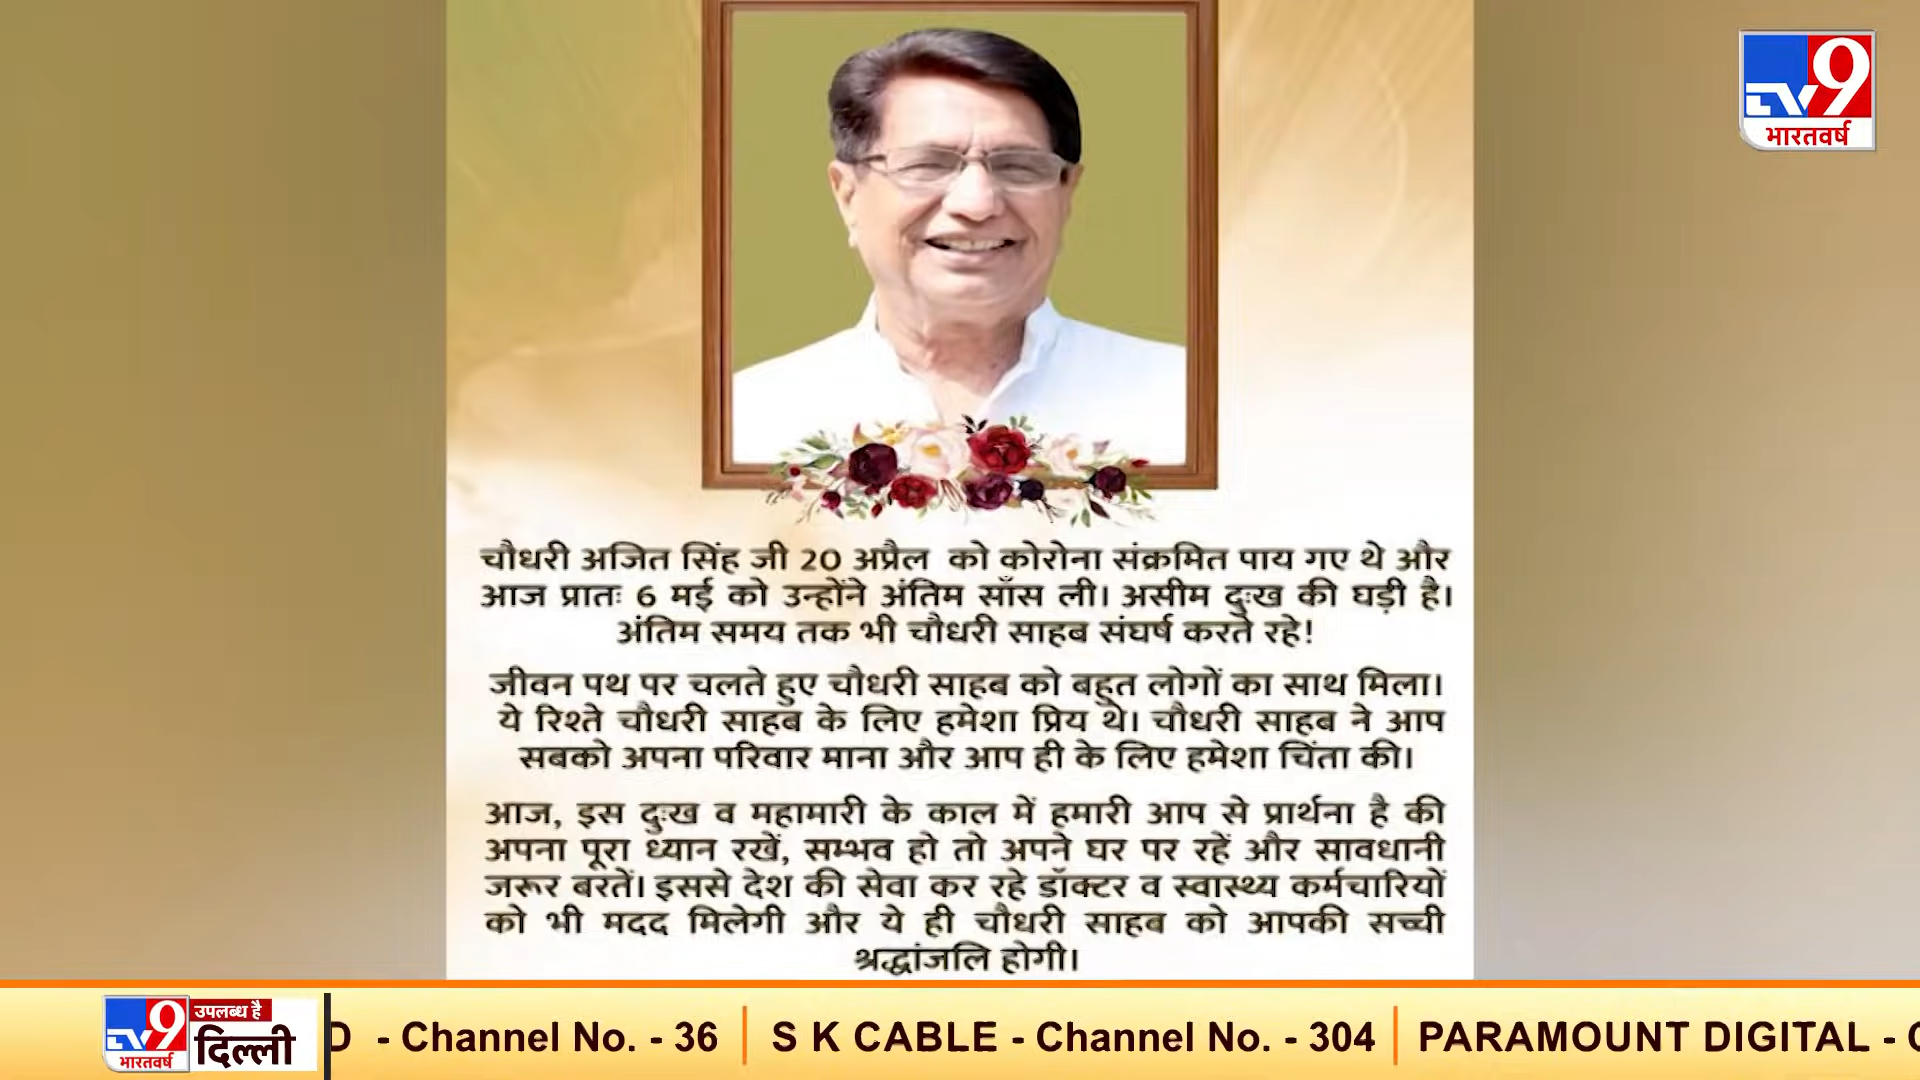 TV9
भारतवर्ष
चौधरी अजित सिंह जी 20 अप्रैल को कोरोना संक्रमित पाय गए थे और
आज प्रातः 6 मई को उन्होंने अंतिम साँस ली। असीम दुःख की घड़ी है।
अंतिम समय तक भी चौधरी साहब संघर्ष करते रहे!
जीवन पथ पर चलते हुए चौधरी साहब को बहुत लोगों का साथ मिला।
ये रिश्ते चौधरी साहब के लिए हमेशा प्रिय थे। चौधरी साहब ने आप
सबको अपना परिवार माना और आप ही के लिए हमेशा चिंता की।
आज, इस दुःख व महामारी के काल में हमारी आप से प्रार्थना है की
अपना पूरा ध्यान रखें, सम्भव हो तो अपने घर पर रहें और सावधानी
जरूर बरतें। इससे देश की सेवा कर रहे डॉक्टर व स्वास्थ्य कर्मचारियों
को भी मदद मिलेगी और ये ही चौधरी साहब को आपकी सच्ची
श्रद्धांजलि होगी।
TV9 उपलब्ध है
भारतवर्ष दिल्ली
D - Channel No. - 36 | S K CABLE - Channel No. - 304 | PARAMOUNT DIGITAL - C